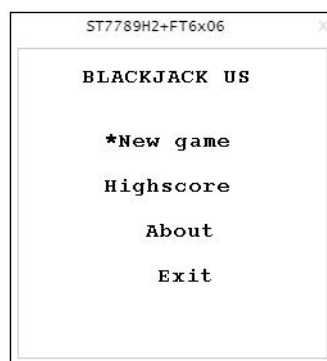 ST7789H2+FT6x06 x
BLACKJACK US
*New game
Highscore
About
Exit